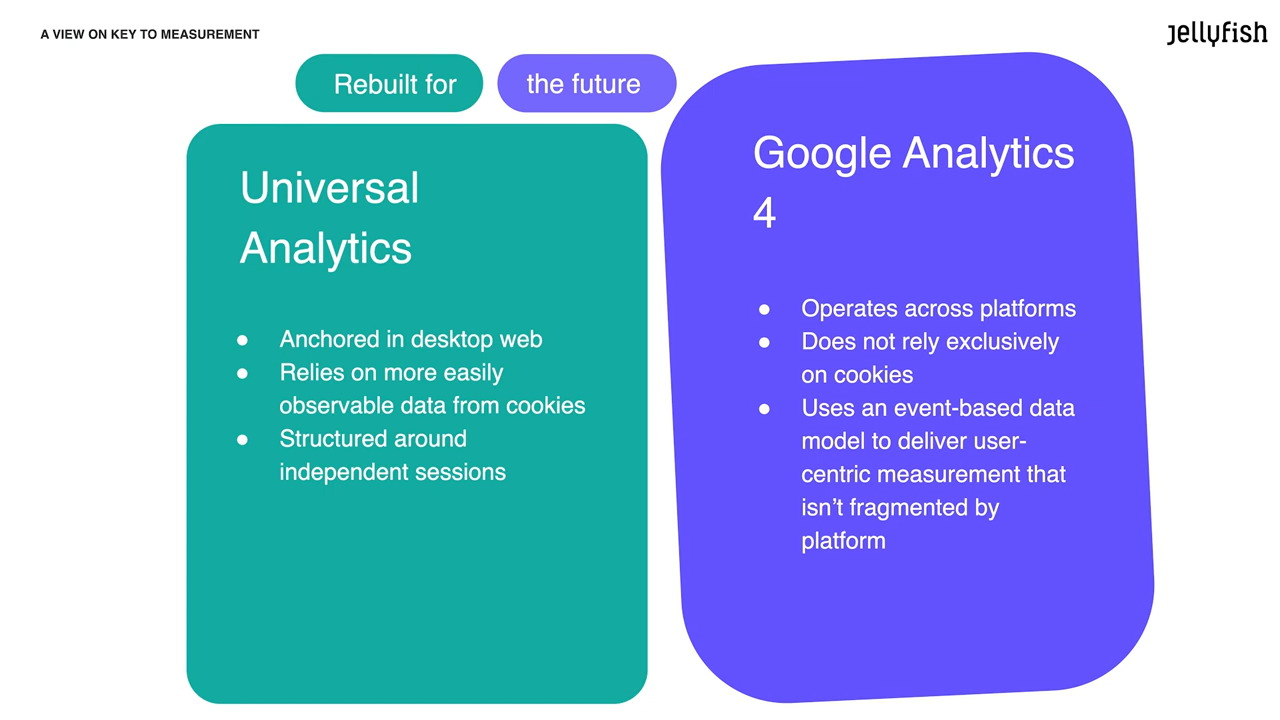 A VIEW ON KEY TO MEASUREMENT
jellyfish
Rebuilt for
the future
Universal
Analytics
● Anchored in desktop web
● Relies on more easily
observable data from cookies
● Structured around
independent sessions
Google Analytics
4
● Operates across platforms
● Does not rely exclusively
on cookies
● Uses an event-based data
model to deliver user-
centric measurement that
isn’t fragmented by
platform